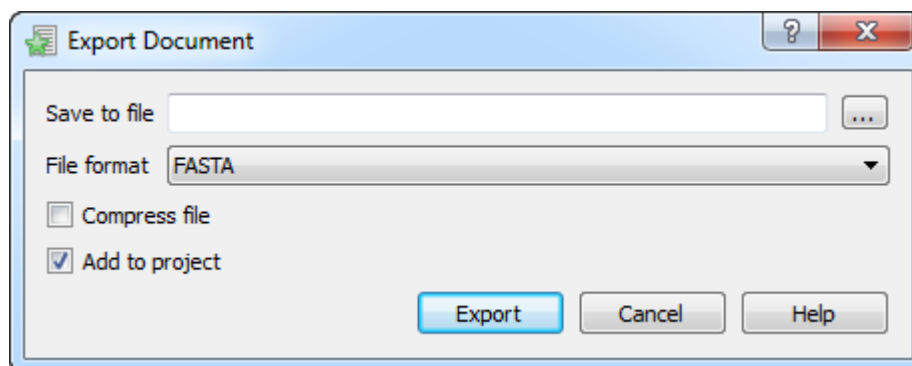 Export Document
Save to file
...
File format FASTA
Compress file
Add to project
Export Cancel Help